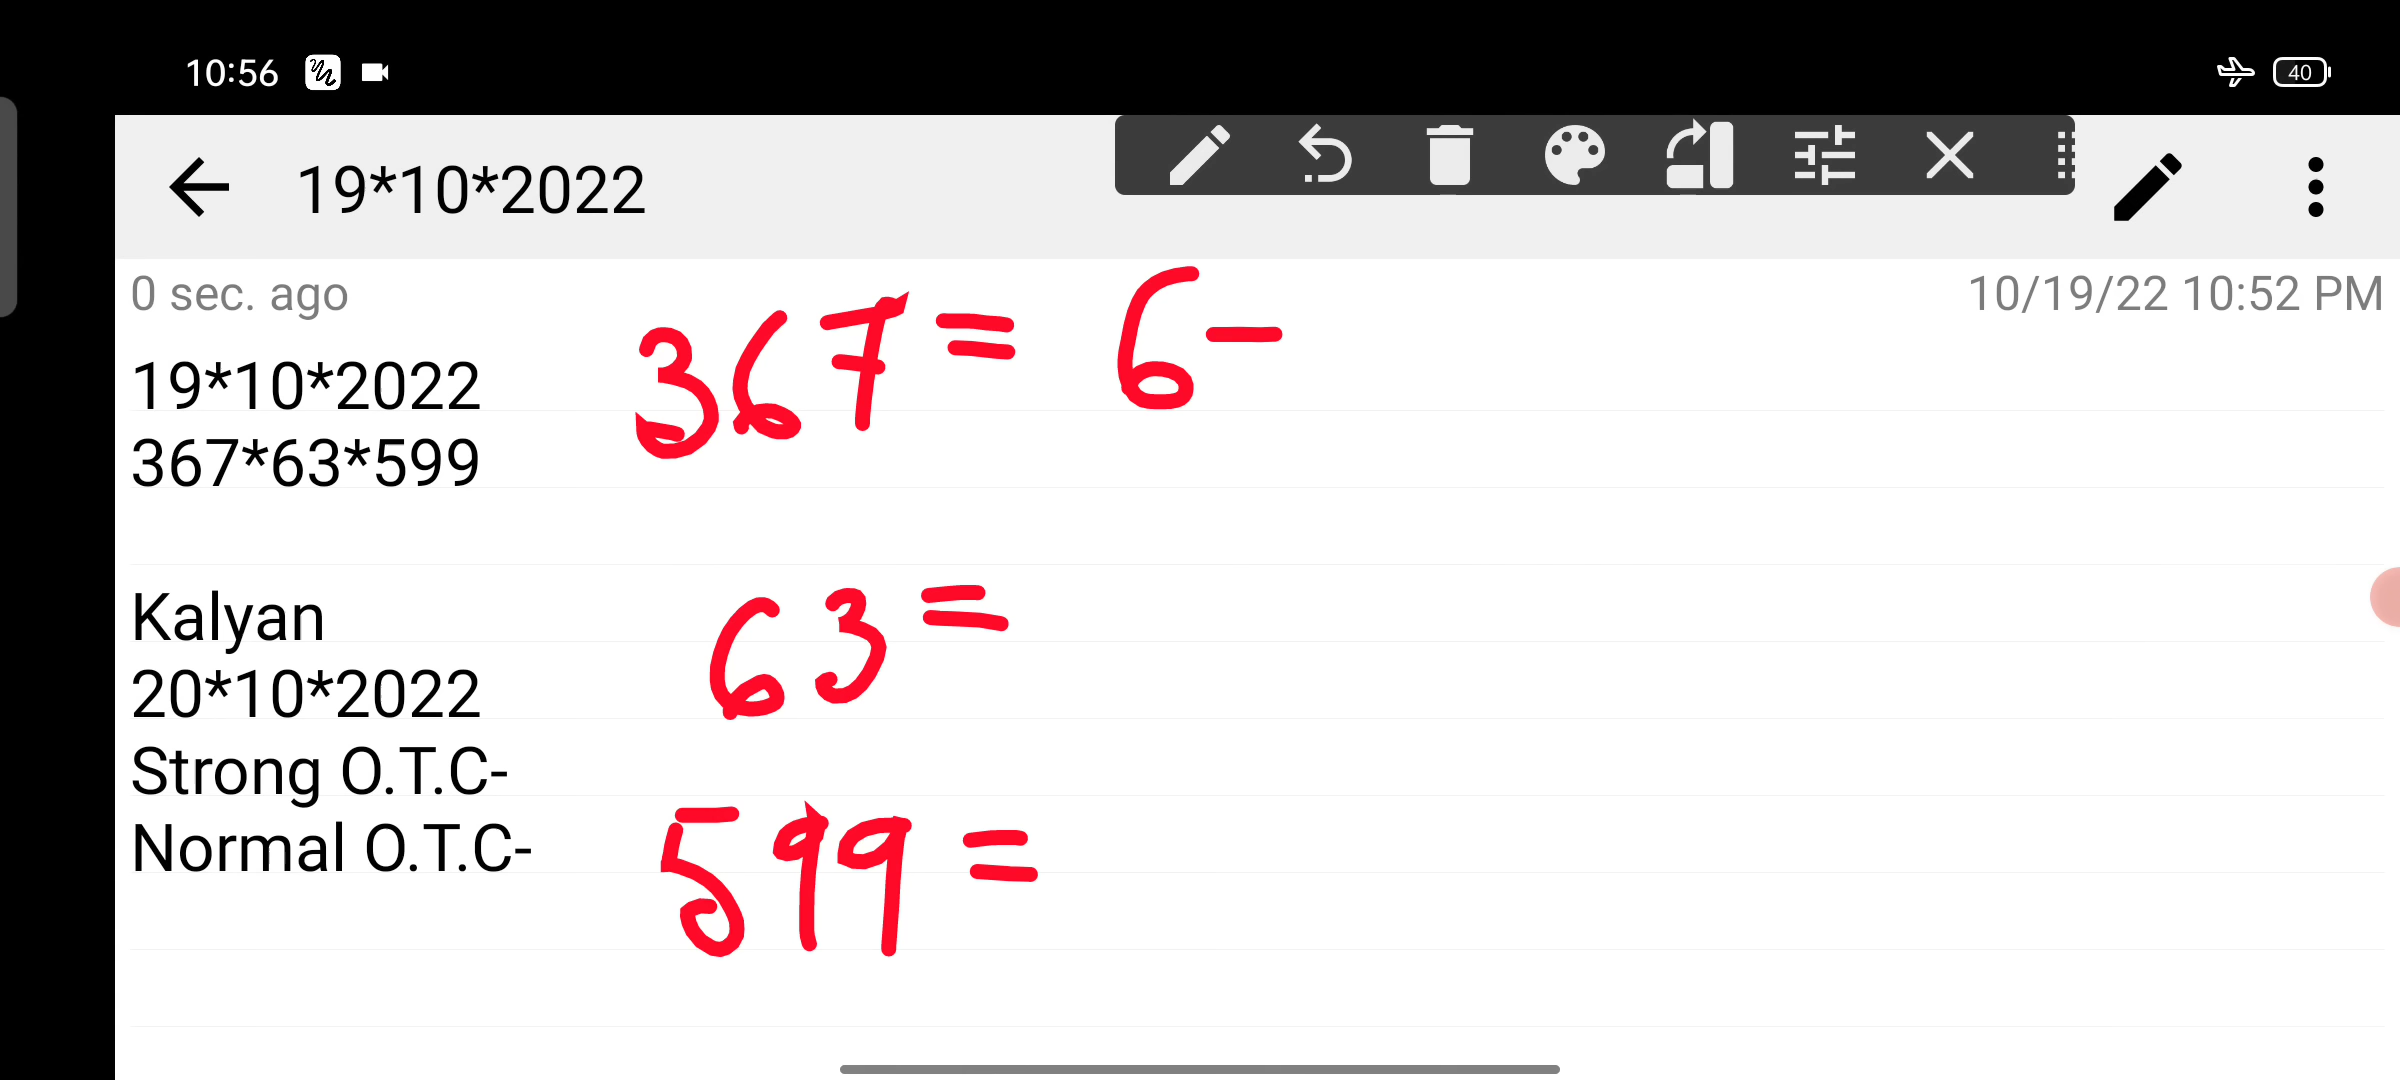 10:56
40
19*10*2022
0 sec. ago
10/19/22 10:52 PM
19*10*2022
367*63*599
Kalyan
20*10*2022
Strong O.T.C-
Normal O.T.C-
367= 6-
63=
599=